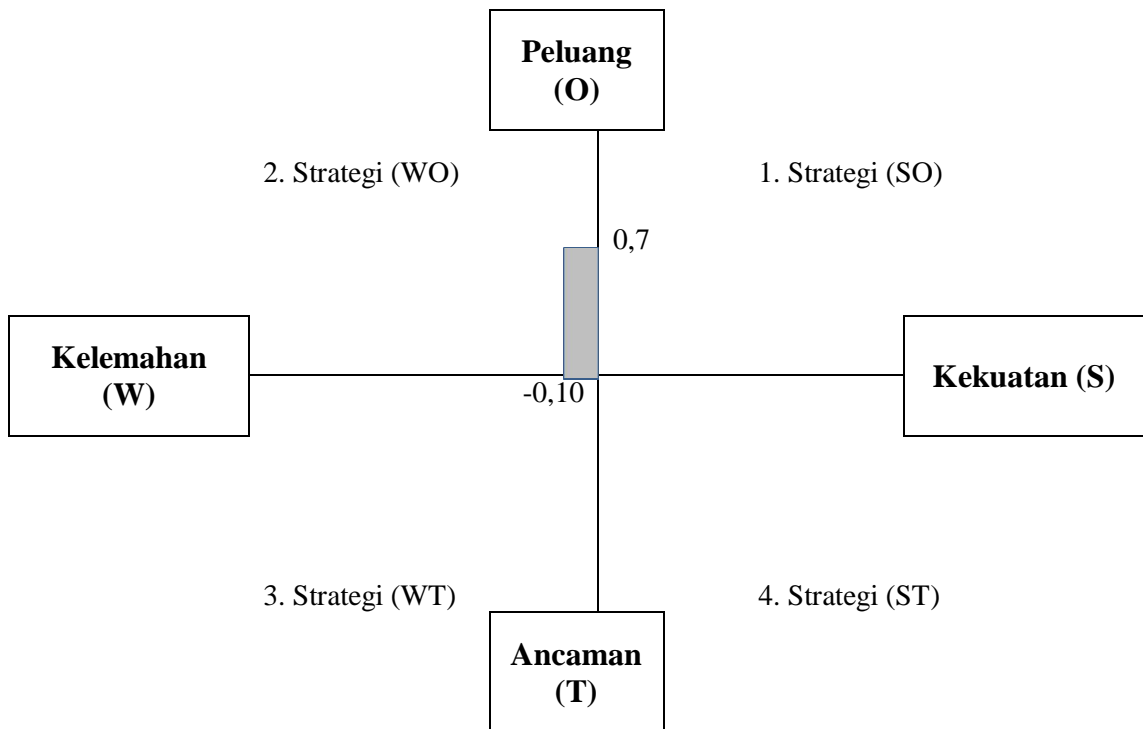 Peluang
(O)
2. Strategi (WO)
1. Strategi (SO)
0,7
Kelemahan
(W)
-0,10
Kekuatan (S)
3. Strategi (WT)
4. Strategi (ST)
Ancaman
(T)